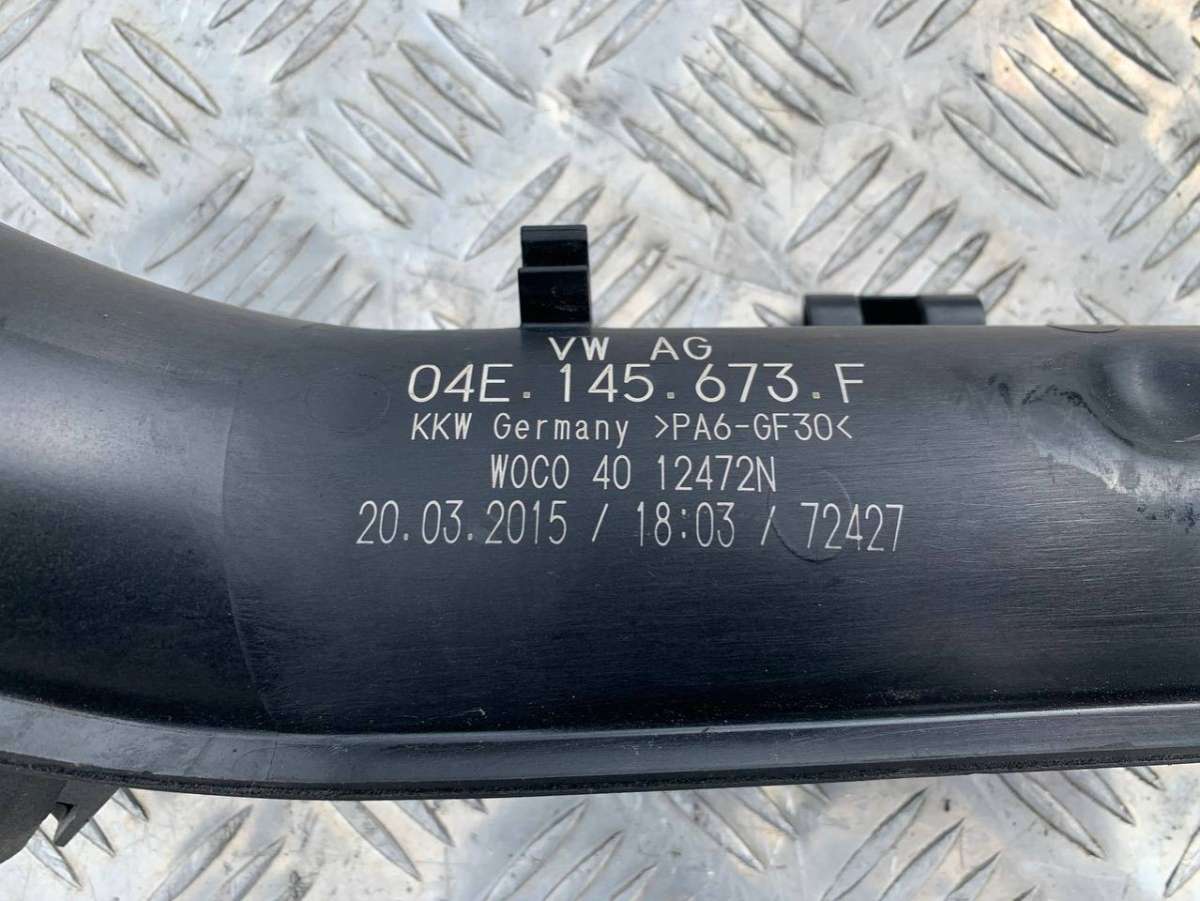 VW AG
04E.145.673.F
KKW Germany >PA6-GF30<
WOCO 40 12472N
20.03.2015 / 18:03 / 72427